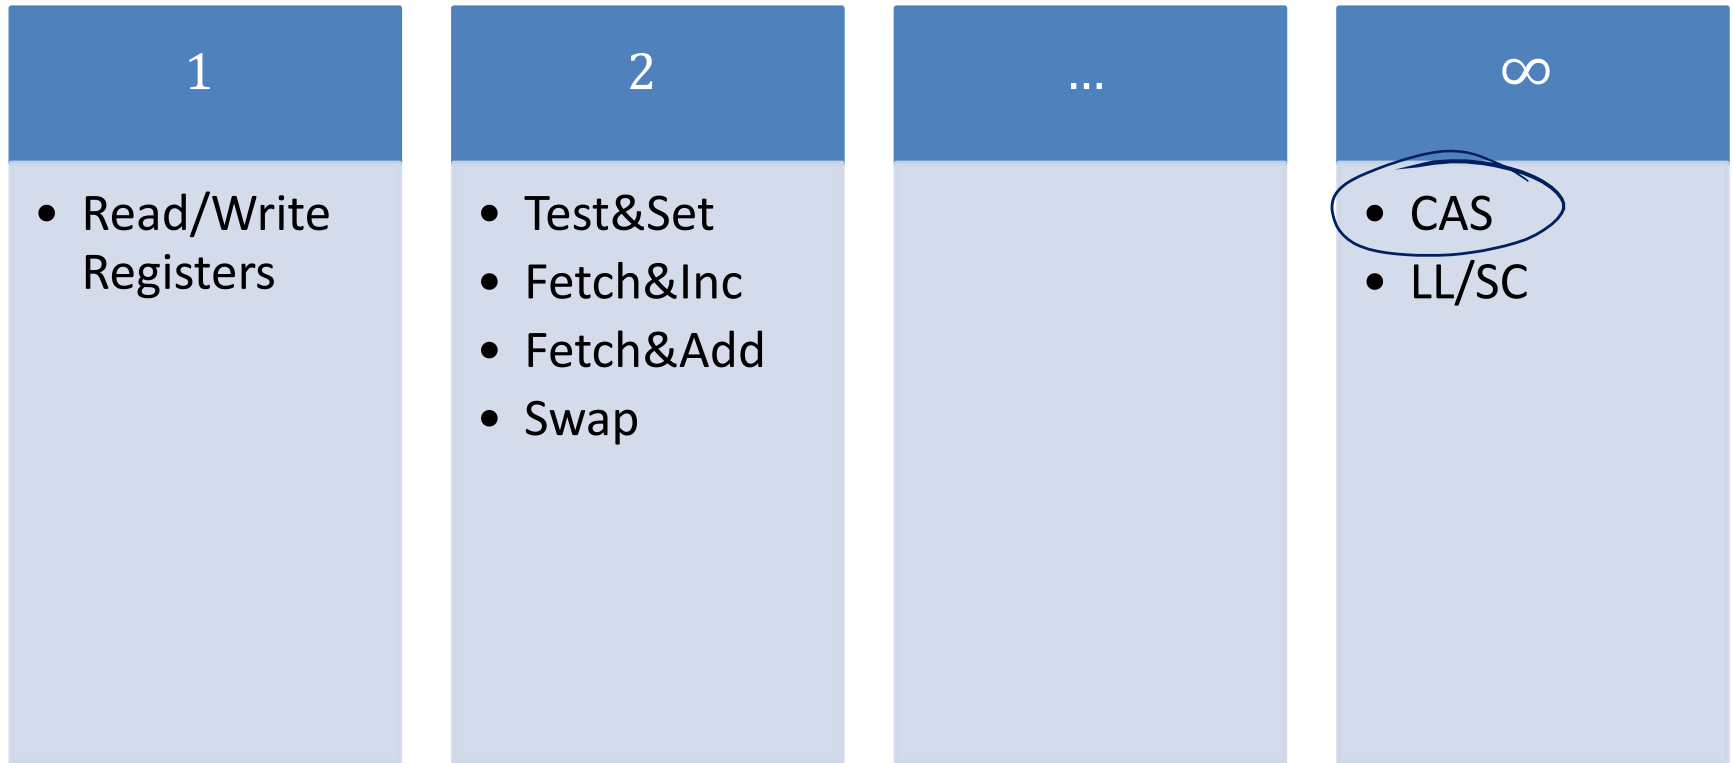 1
• Read/Write
Registers
2
• Test&Set
• Fetch&Inc
• Fetch&Add
• Swap
...
∞
• CAS
• LL/SC